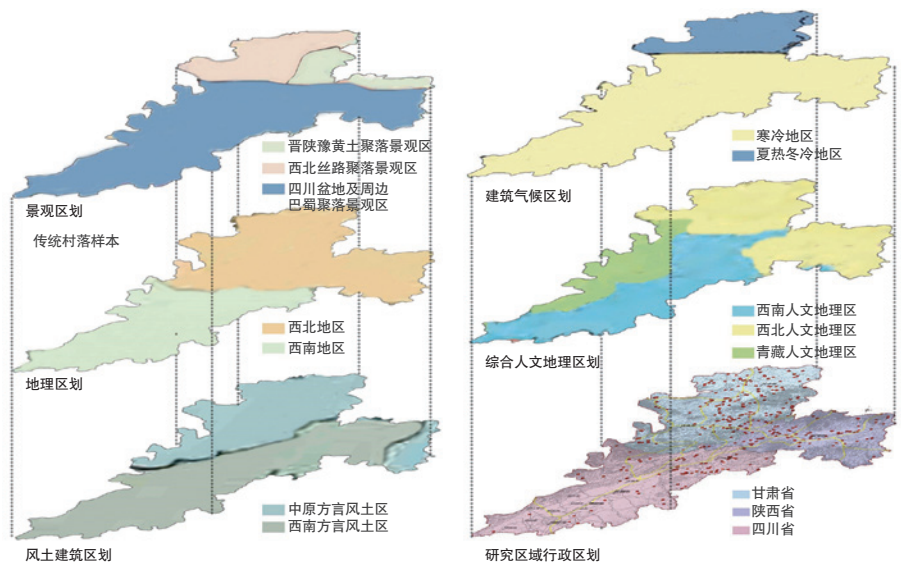 晋陕豫黄土聚落景观区
西北丝路聚落景观区
四川盆地及周边
巴蜀聚落景观区
景观区划
传统村落样本
西北地区
西南地区
地理区划
中原方言风土区
西南方言风土区
风土建筑区划
寒冷地区
夏热冬冷地区
建筑气候区划
西南人文地理区
西北人文地理区
青藏人文地理区
综合人文地理区划
甘肃省
陕西省
四川省
研究区域行政区划